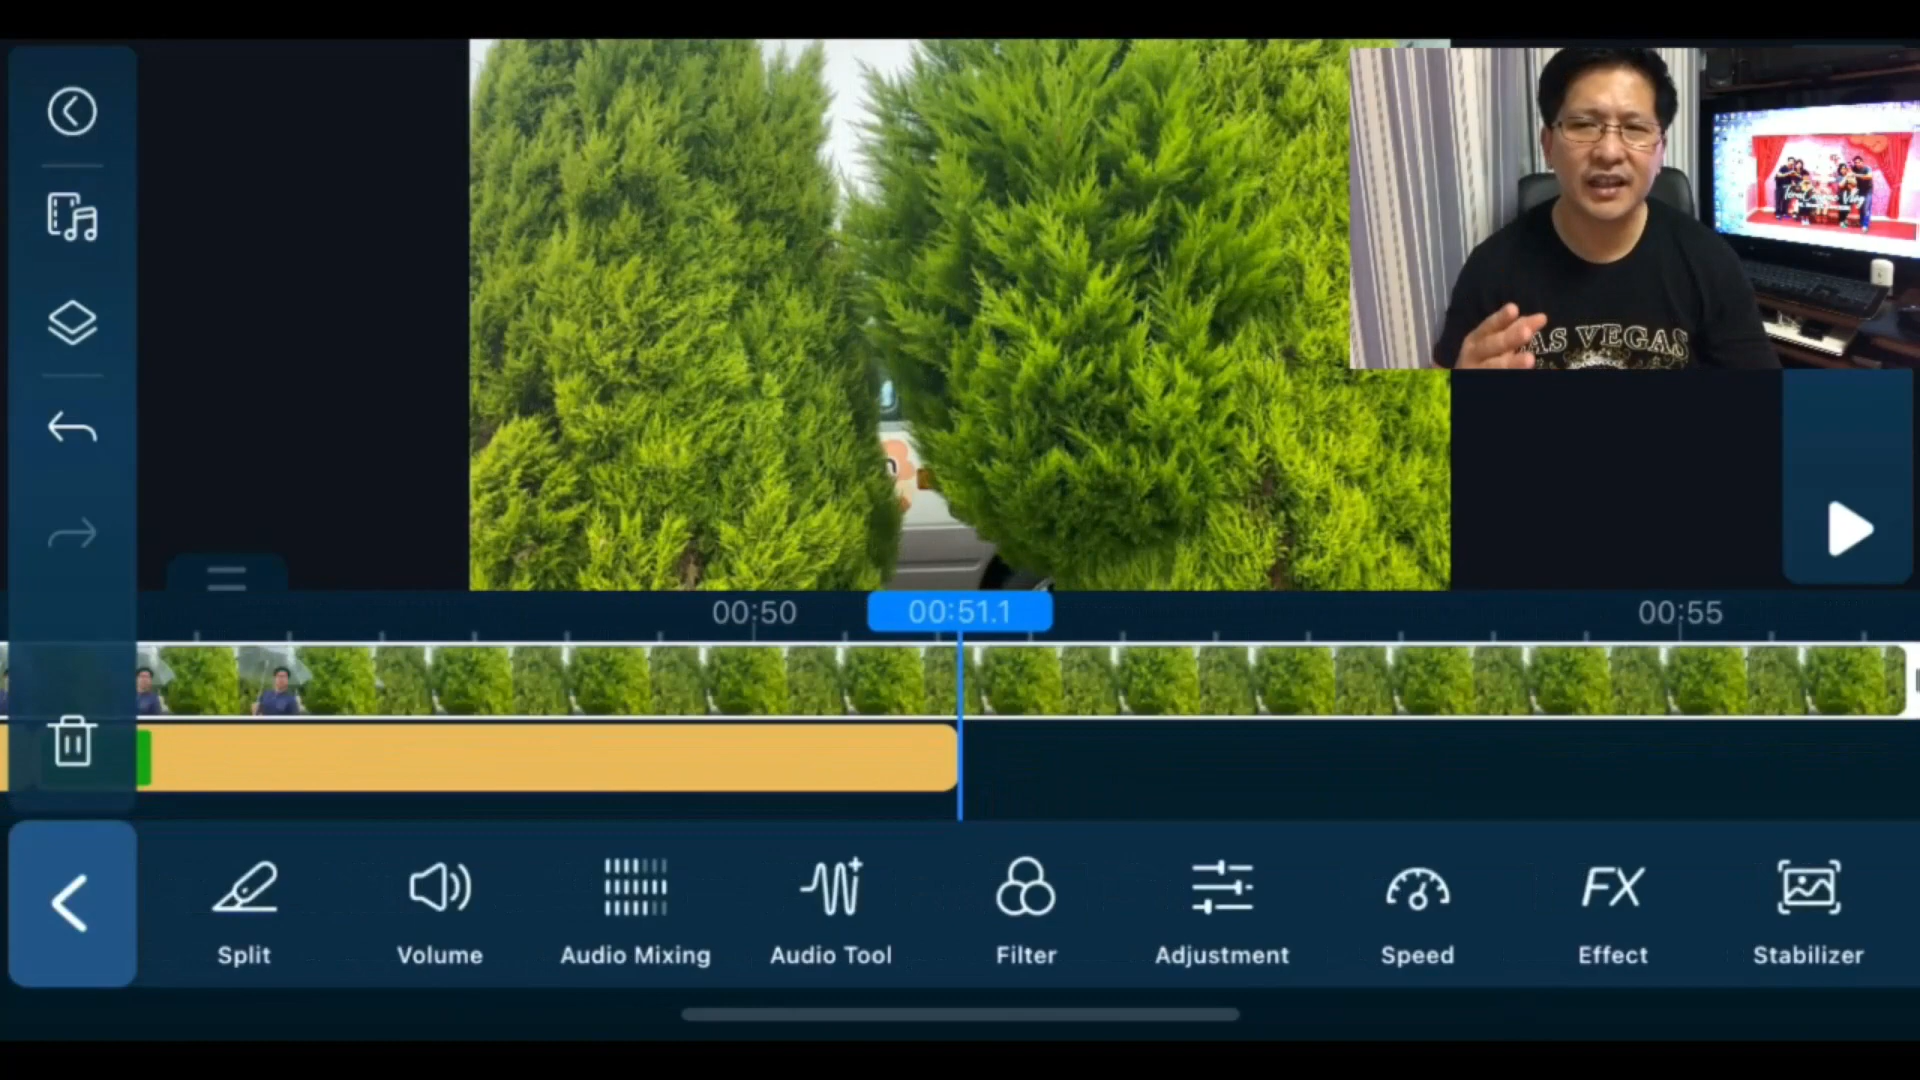 AS VEGAS
00:50
00:51.1
00:55
Split
Volume
Audio Mixing
Audio Tool
Filter
Adjustment
Speed
FX
Effect
Stabilizer